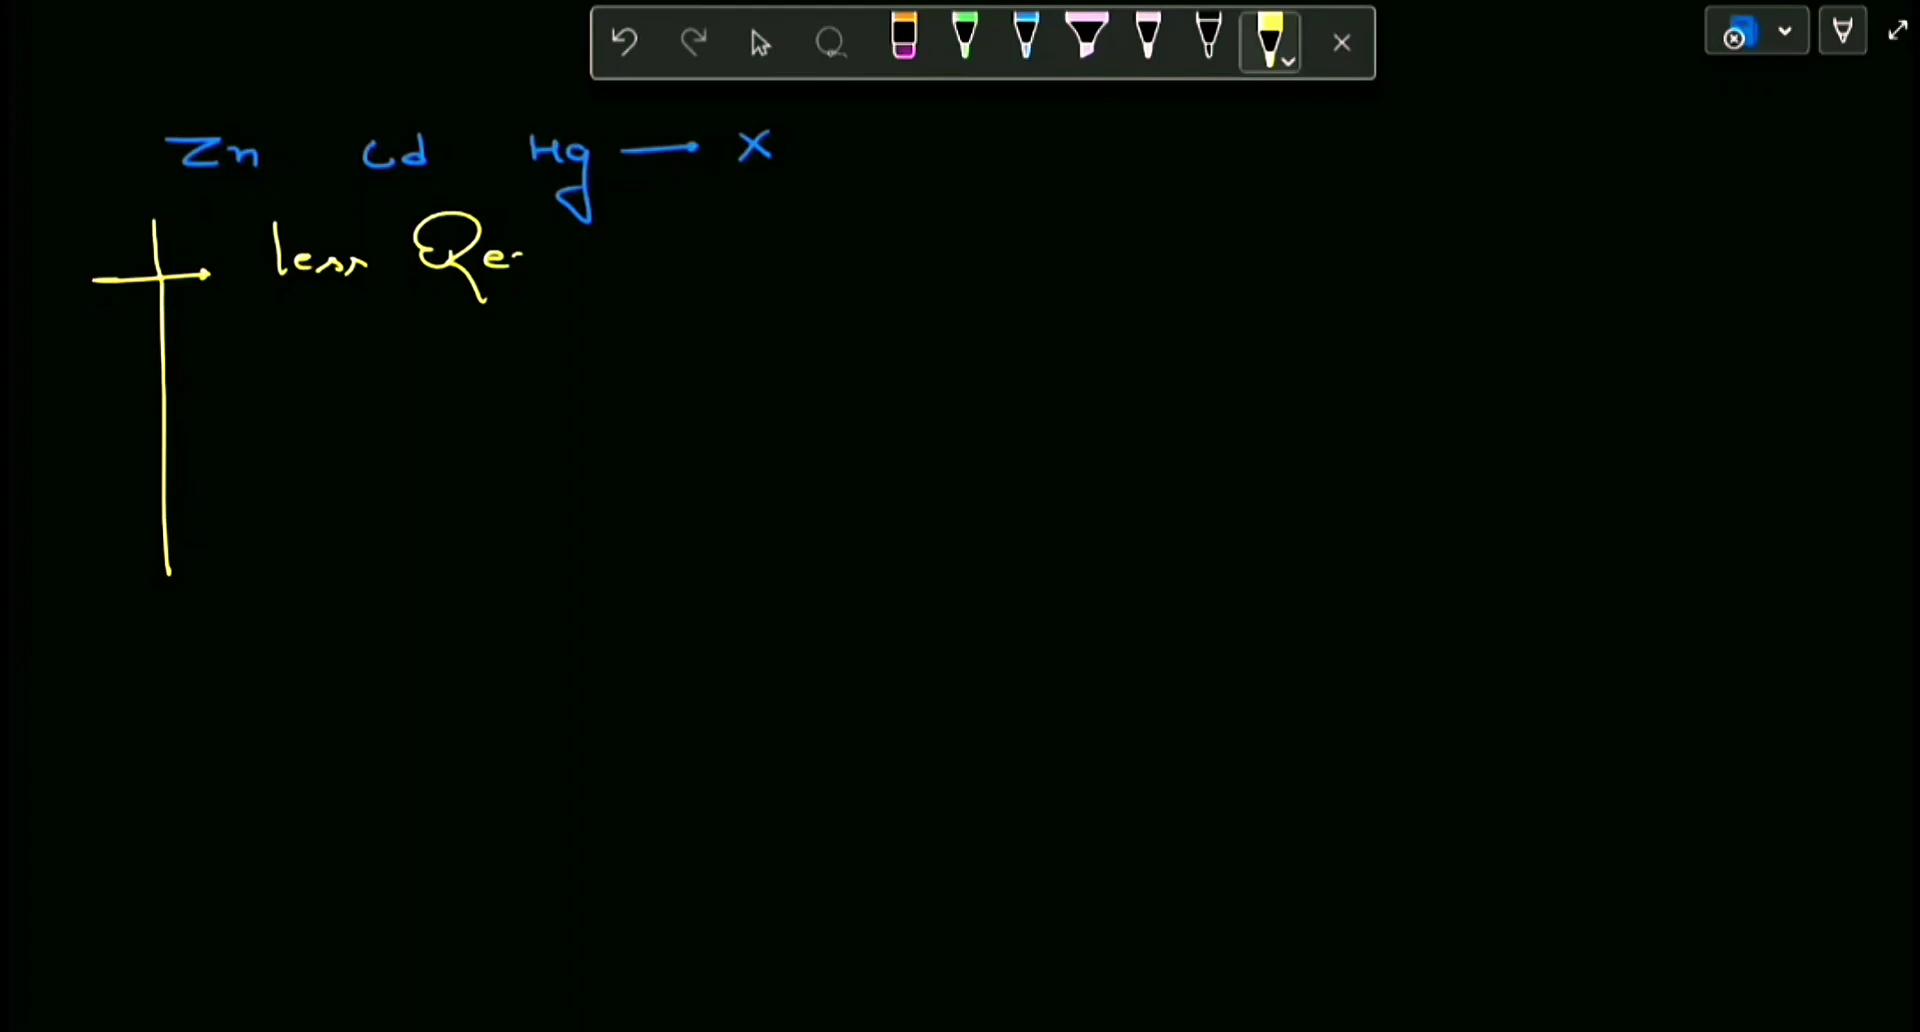 Zn Cd Hg → X
less Re